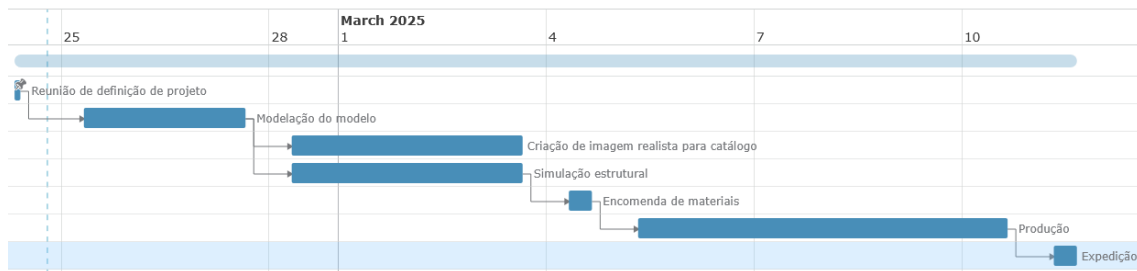 March 2025
25
28
1
4
7
10
Reunião de definição de projeto
Modelação do modelo
Criação de imagem realista para catálogo
Simulação estrutural
Encomenda de materiais
Produção
Expedição